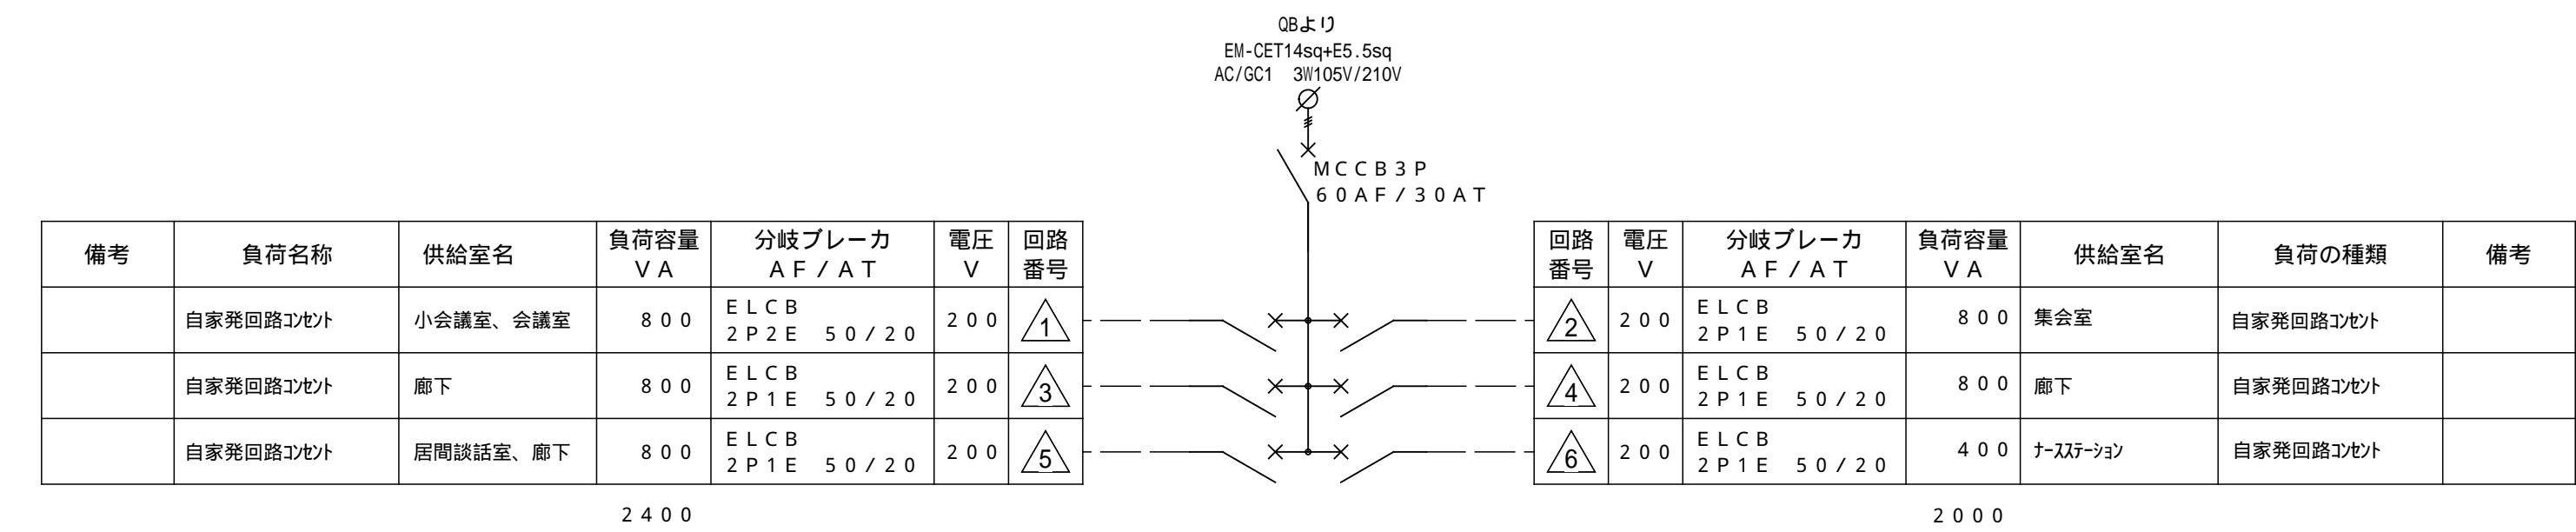 QBより
EM-CET14sq+E5.5sq
AC/GC1 3W105V/210V
MCCB3P
60AF/30AT
備考 負荷名称 供給室名 負荷容量 VA 分岐ブレーカ AF/AT 電圧 V 回路番号
自家発回路ｺﾝｾﾝﾄ 小会議室、会議室 800 ELCB 2P2E 50/20 200 1
自家発回路ｺﾝｾﾝﾄ 廊下 800 ELCB 2P1E 50/20 200 3
自家発回路ｺﾝｾﾝﾄ 居間談話室、廊下 800 ELCB 2P1E 50/20 200 5
2400
回路番号 電圧 V 分岐ブレーカ AF/AT 負荷容量 VA 供給室名 負荷の種類 備考
2 200 ELCB 2P1E 50/20 800 集会室 自家発回路ｺﾝｾﾝﾄ
4 200 ELCB 2P1E 50/20 800 廊下 自家発回路ｺﾝｾﾝﾄ
6 200 ELCB 2P1E 50/20 400 ﾅｰｽｽﾃｰｼｮﾝ 自家発回路ｺﾝｾﾝﾄ
2000